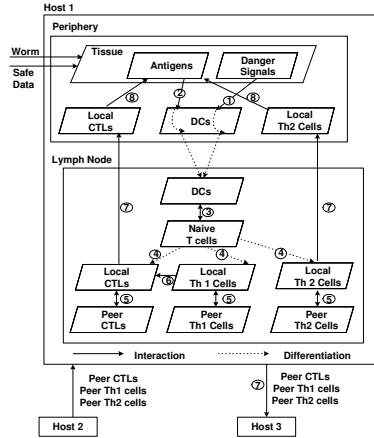 Host 1
Periphery
Worm
Tissue
Antigens
Danger
Signals
Safe
Data
② ①
⑧ ⑧
Local
CTLs
DCs
Local
Th2 Cells
Lymph Node
DCs
⑦ ③ ⑦
Naive
T cells
④ ④ ④
Local
CTLs
⑥
Local
Th 1 Cells
Local
Th 2 Cells
⑤ ⑤ ⑤
Peer
CTLs
Peer
Th1 Cells
Peer
Th2 Cells
Interaction Differentiation
Peer CTLs
Peer Th1 cells
Peer Th2 cells
⑦
Peer CTLs
Peer Th1 cells
Peer Th2 cells
Host 2
Host 3